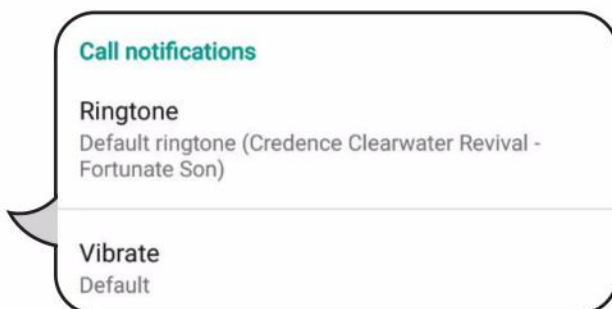 Call notifications
Ringtone
Default ringtone (Credence Clearwater Revival -
Fortunate Son)
Vibrate
Default